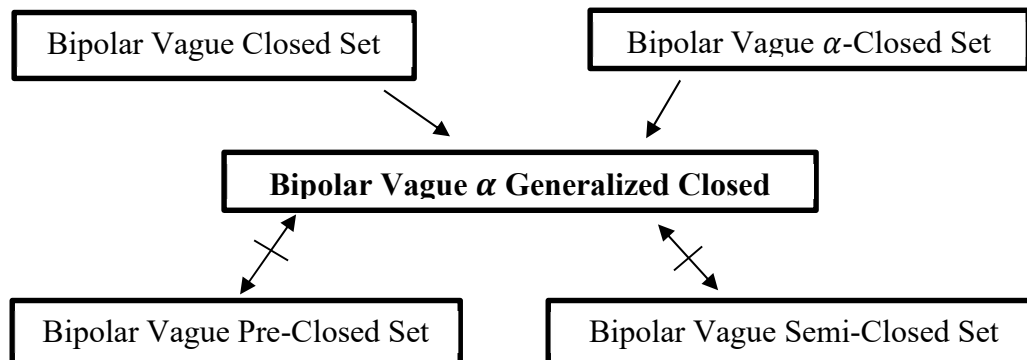 Bipolar Vague Closed Set
Bipolar Vague 𝛼-Closed Set
Bipolar Vague 𝜶 Generalized Closed
Bipolar Vague Pre-Closed Set
Bipolar Vague Semi-Closed Set